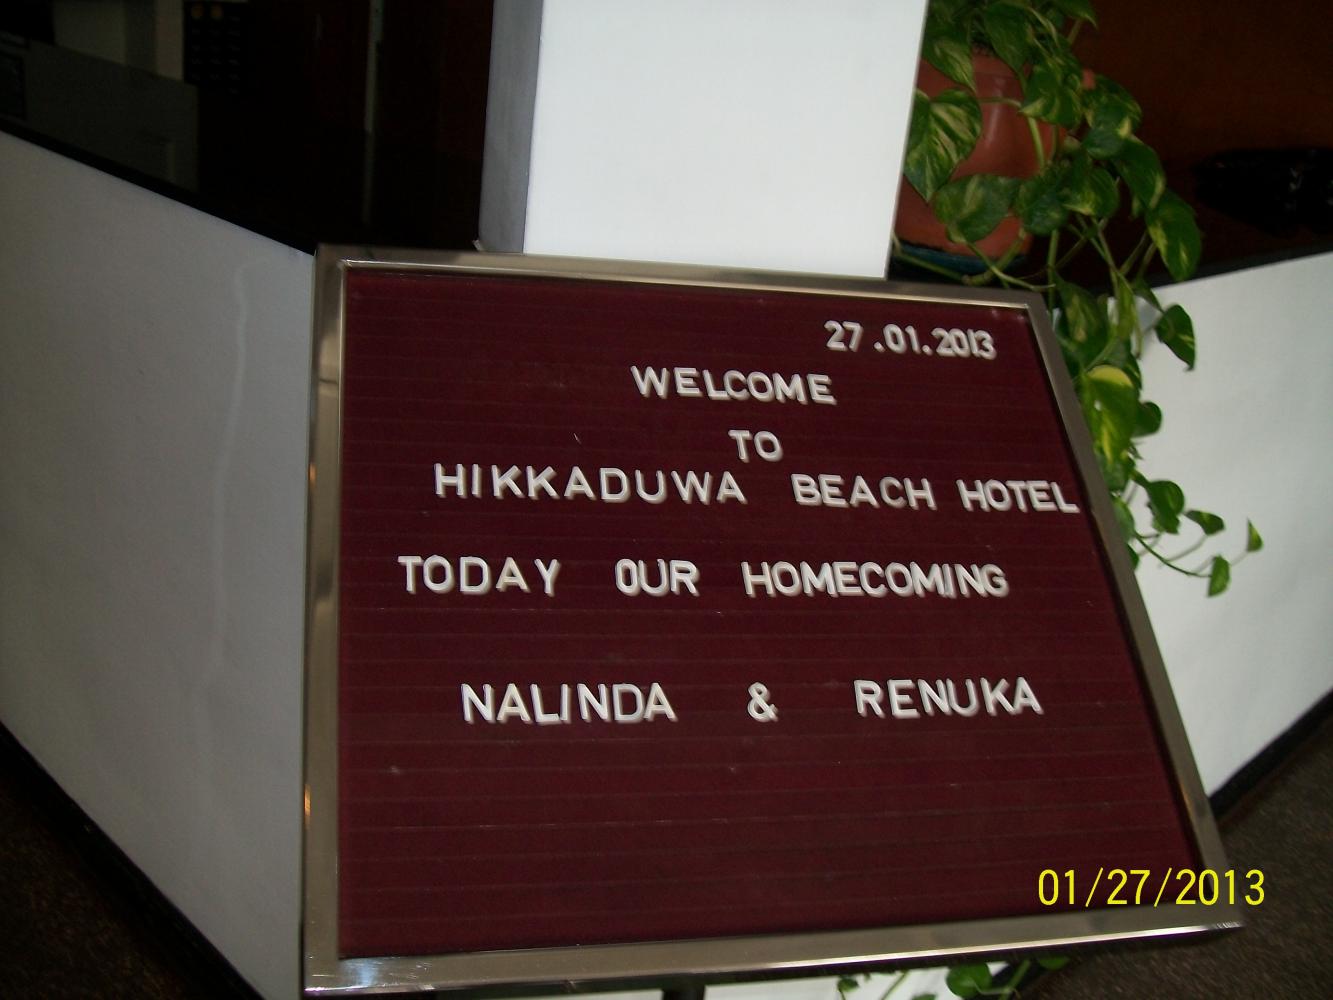 27.01.2013
WELCOME
TO
HIKKADUWA BEACH HOTEL
TODAY OUR HOMECOMING
NALINDA & RENUKA
01/27/2013